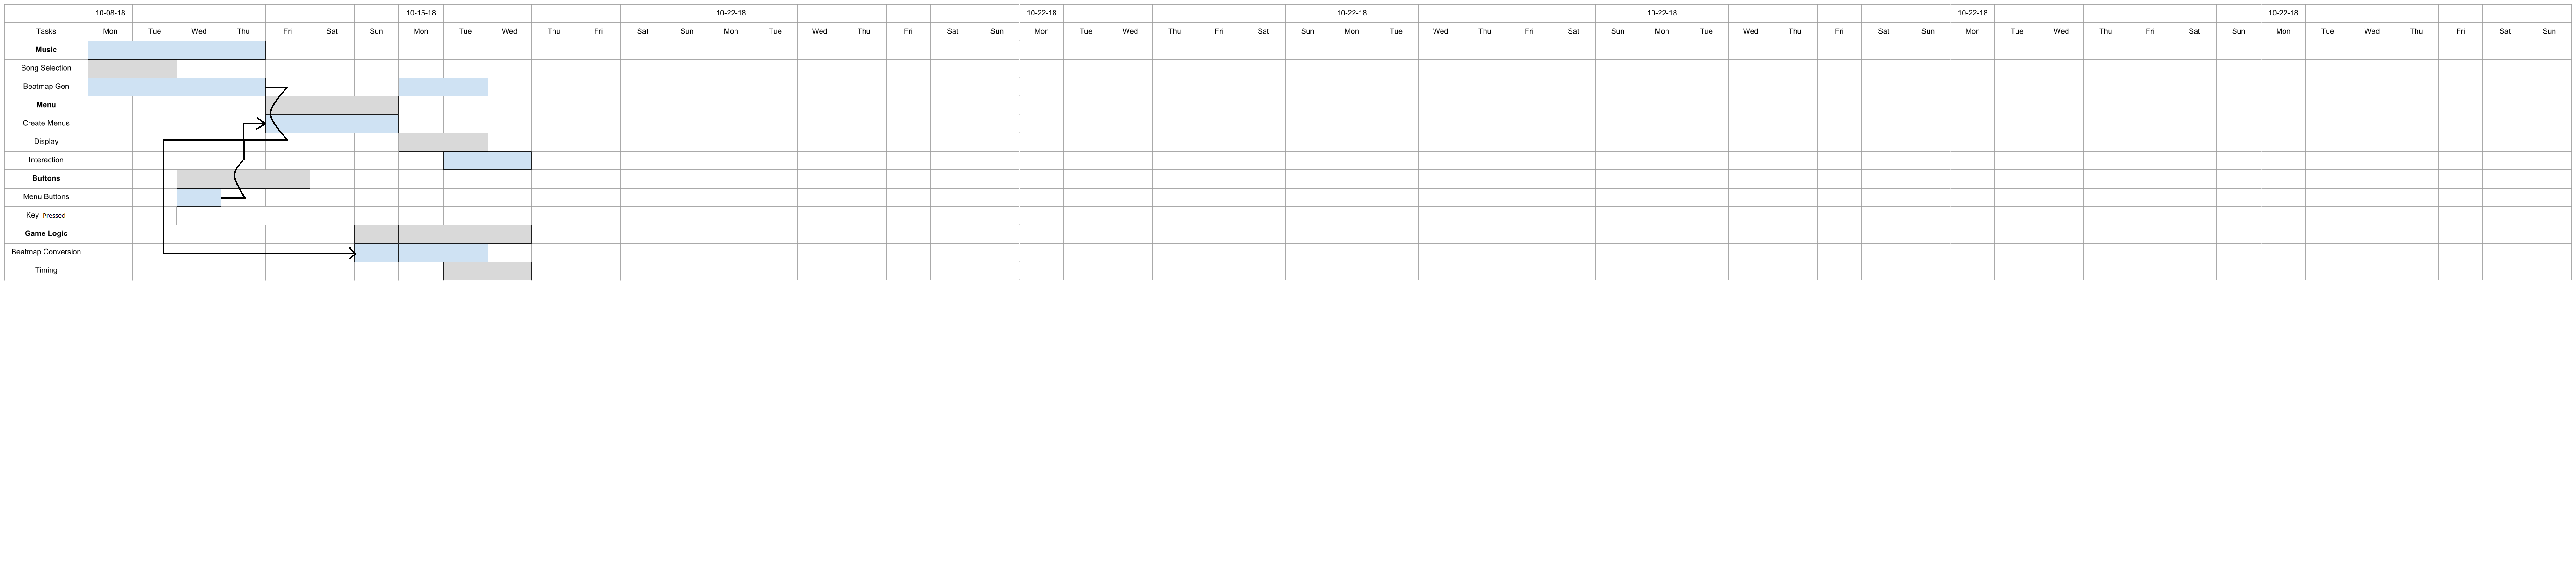 10-08-18 10-15-18 10-22-18 10-22-18 10-22-18 10-22-18 10-22-18 10-22-18
Tasks Mon Tue Wed Thu Fri Sat Sun Mon Tue Wed Thu Fri Sat Sun Mon Tue Wed Thu Fri Sat Sun Mon Tue Wed Thu Fri Sat Sun Mon Tue Wed Thu Fri Sat Sun Mon Tue Wed Thu Fri Sat Sun Mon Tue Wed Thu Fri Sat Sun Mon Tue Wed Thu Fri Sat Sun
Music
Song Selection
Beatmap Gen
Menu
Create Menus
Display
Interaction
Buttons
Menu Buttons
Key Pressed
Game Logic
Beatmap Conversion
Timing